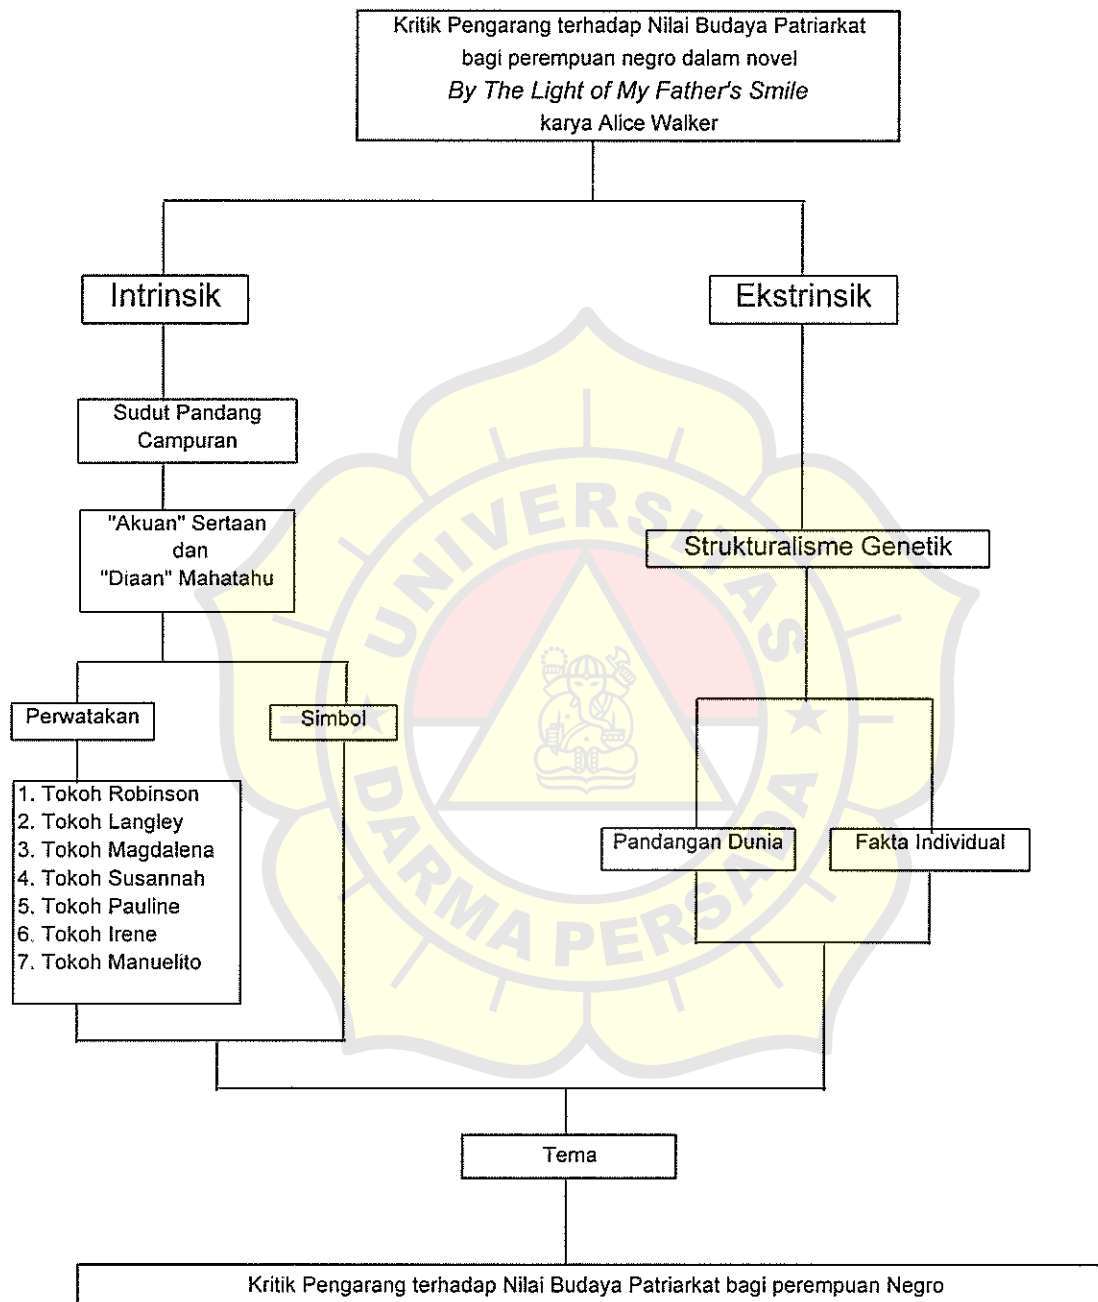 Kritik Pengarang terhadap Nilai Budaya Patriarkat
bagi perempuan negro dalam novel
By The Light of My Father's Smile
karya Alice Walker
Intrinsik
Ekstrinsik
Sudut Pandang
Campuran
"Akuan" Sertaan
dan
"Diaan" Mahatahu
Strukturalisme Genetik
Perwatakan
Simbol
1. Tokoh Robinson
2. Tokoh Langley
3. Tokoh Magdalena
4. Tokoh Susannah
5. Tokoh Pauline
6. Tokoh Irene
7. Tokoh Manuelito
Pandangan Dunia
Fakta Individual
UNIVERSITAS
DARMA PERSADA
Tema
Kritik Pengarang terhadap Nilai Budaya Patriarkat bagi perempuan Negro